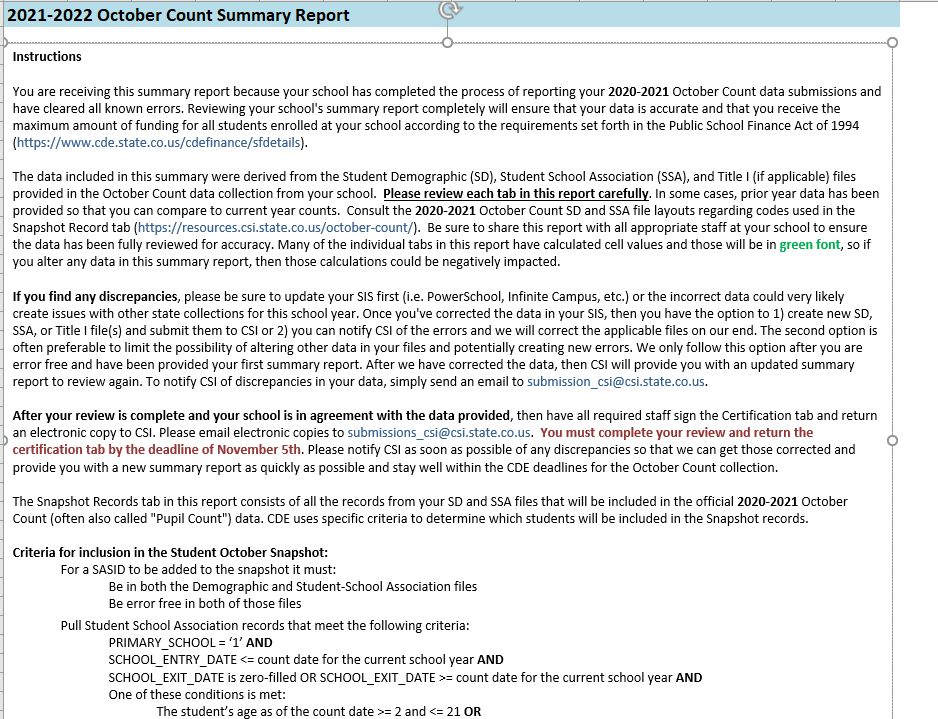 2021-2022 October Count Summary Report
Instructions
You are receiving this summary report because your school has completed the process of reporting your 2020-2021 October Count data submissions and
have cleared all known errors. Reviewing your school's summary report completely will ensure that your data is accurate and that you receive the
maximum amount of funding for all students enrolled at your school according to the requirements set forth in the Public School Finance Act of 1994
(https://www.cde.state.co.us/cdefinance/sfdetails).
The data included in this summary were derived from the Student Demographic (SD), Student School Association (SSA), and Title I (if applicable) files
provided in the October Count data collection from your school.  Please review each tab in this report carefully. In some cases, prior year data has been
provided so that you can compare to current year counts.  Consult the 2020-2021 October Count SD and SSA file layouts regarding codes used in the
Snapshot Record tab (https://resources.csi.state.co.us/october-count/).  Be sure to share this report with all appropriate staff at your school to ensure
the data has been fully reviewed for accuracy. Many of the individual tabs in this report have calculated cell values and those will be in green font, so if
you alter any data in this summary report, then those calculations could be negatively impacted.
If you find any discrepancies, please be sure to update your SIS first (i.e. PowerSchool, Infinite Campus, etc.) or the incorrect data could very likely
create issues with other state collections for this school year. Once you've corrected the data in your SIS, then you have the option to 1) create new SD,
SSA, or Title I file(s) and submit them to CSI or 2) you can notify CSI of the errors and we will correct the applicable files on our end. The second option is
often preferable to limit the possibility of altering other data in your files and potentially creating new errors. We only follow this option after you are
error free and have been provided your first summary report. After we have corrected the data, then CSI will provide you with an updated summary
report to review again. To notify CSI of discrepancies in your data, simply send an email to submission_csi@csi.state.co.us.
After your review is complete and your school is in agreement with the data provided, then have all required staff sign the Certification tab and return
an electronic copy to CSI. Please email electronic copies to submissions_csi@csi.state.co.us.  You must complete your review and return the
certification tab by the deadline of November 5th. Please notify CSI as soon as possible of any discrepancies so that we can get those corrected and
provide you with a new summary report as quickly as possible and stay well within the CDE deadlines for the October Count collection.
The Snapshot Records tab in this report consists of all the records from your SD and SSA files that will be included in the official 2020-2021 October
Count (often also called "Pupil Count") data. CDE uses specific criteria to determine which students will be included in the Snapshot records.
Criteria for inclusion in the Student October Snapshot:
For a SASID to be added to the snapshot it must:
Be in both the Demographic and Student-School Association files
Be error free in both of those files
Pull Student School Association records that meet the following criteria:
PRIMARY_SCHOOL = ‘1’ AND
SCHOOL_ENTRY_DATE <= count date for the current school year AND
SCHOOL_EXIT_DATE is zero-filled OR SCHOOL_EXIT_DATE >= count date for the current school year AND
One of these conditions is met:
The student’s age as of the count date >= 2 and <= 21 OR